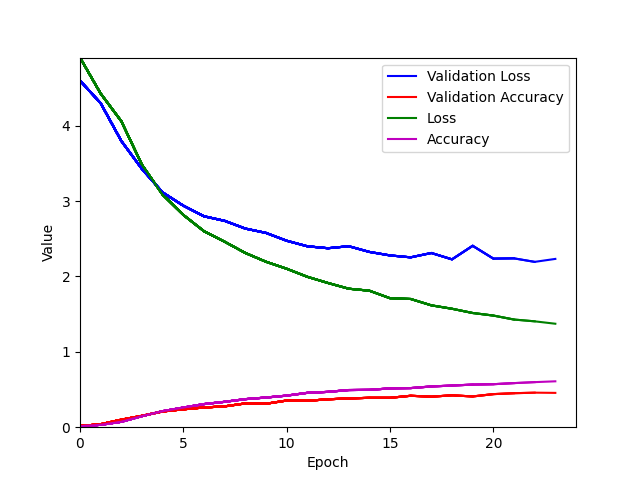 Validation Loss
Validation Accuracy
Loss
Accuracy
4
3
2
1
0
Value
0 5 10 15 20
Epoch